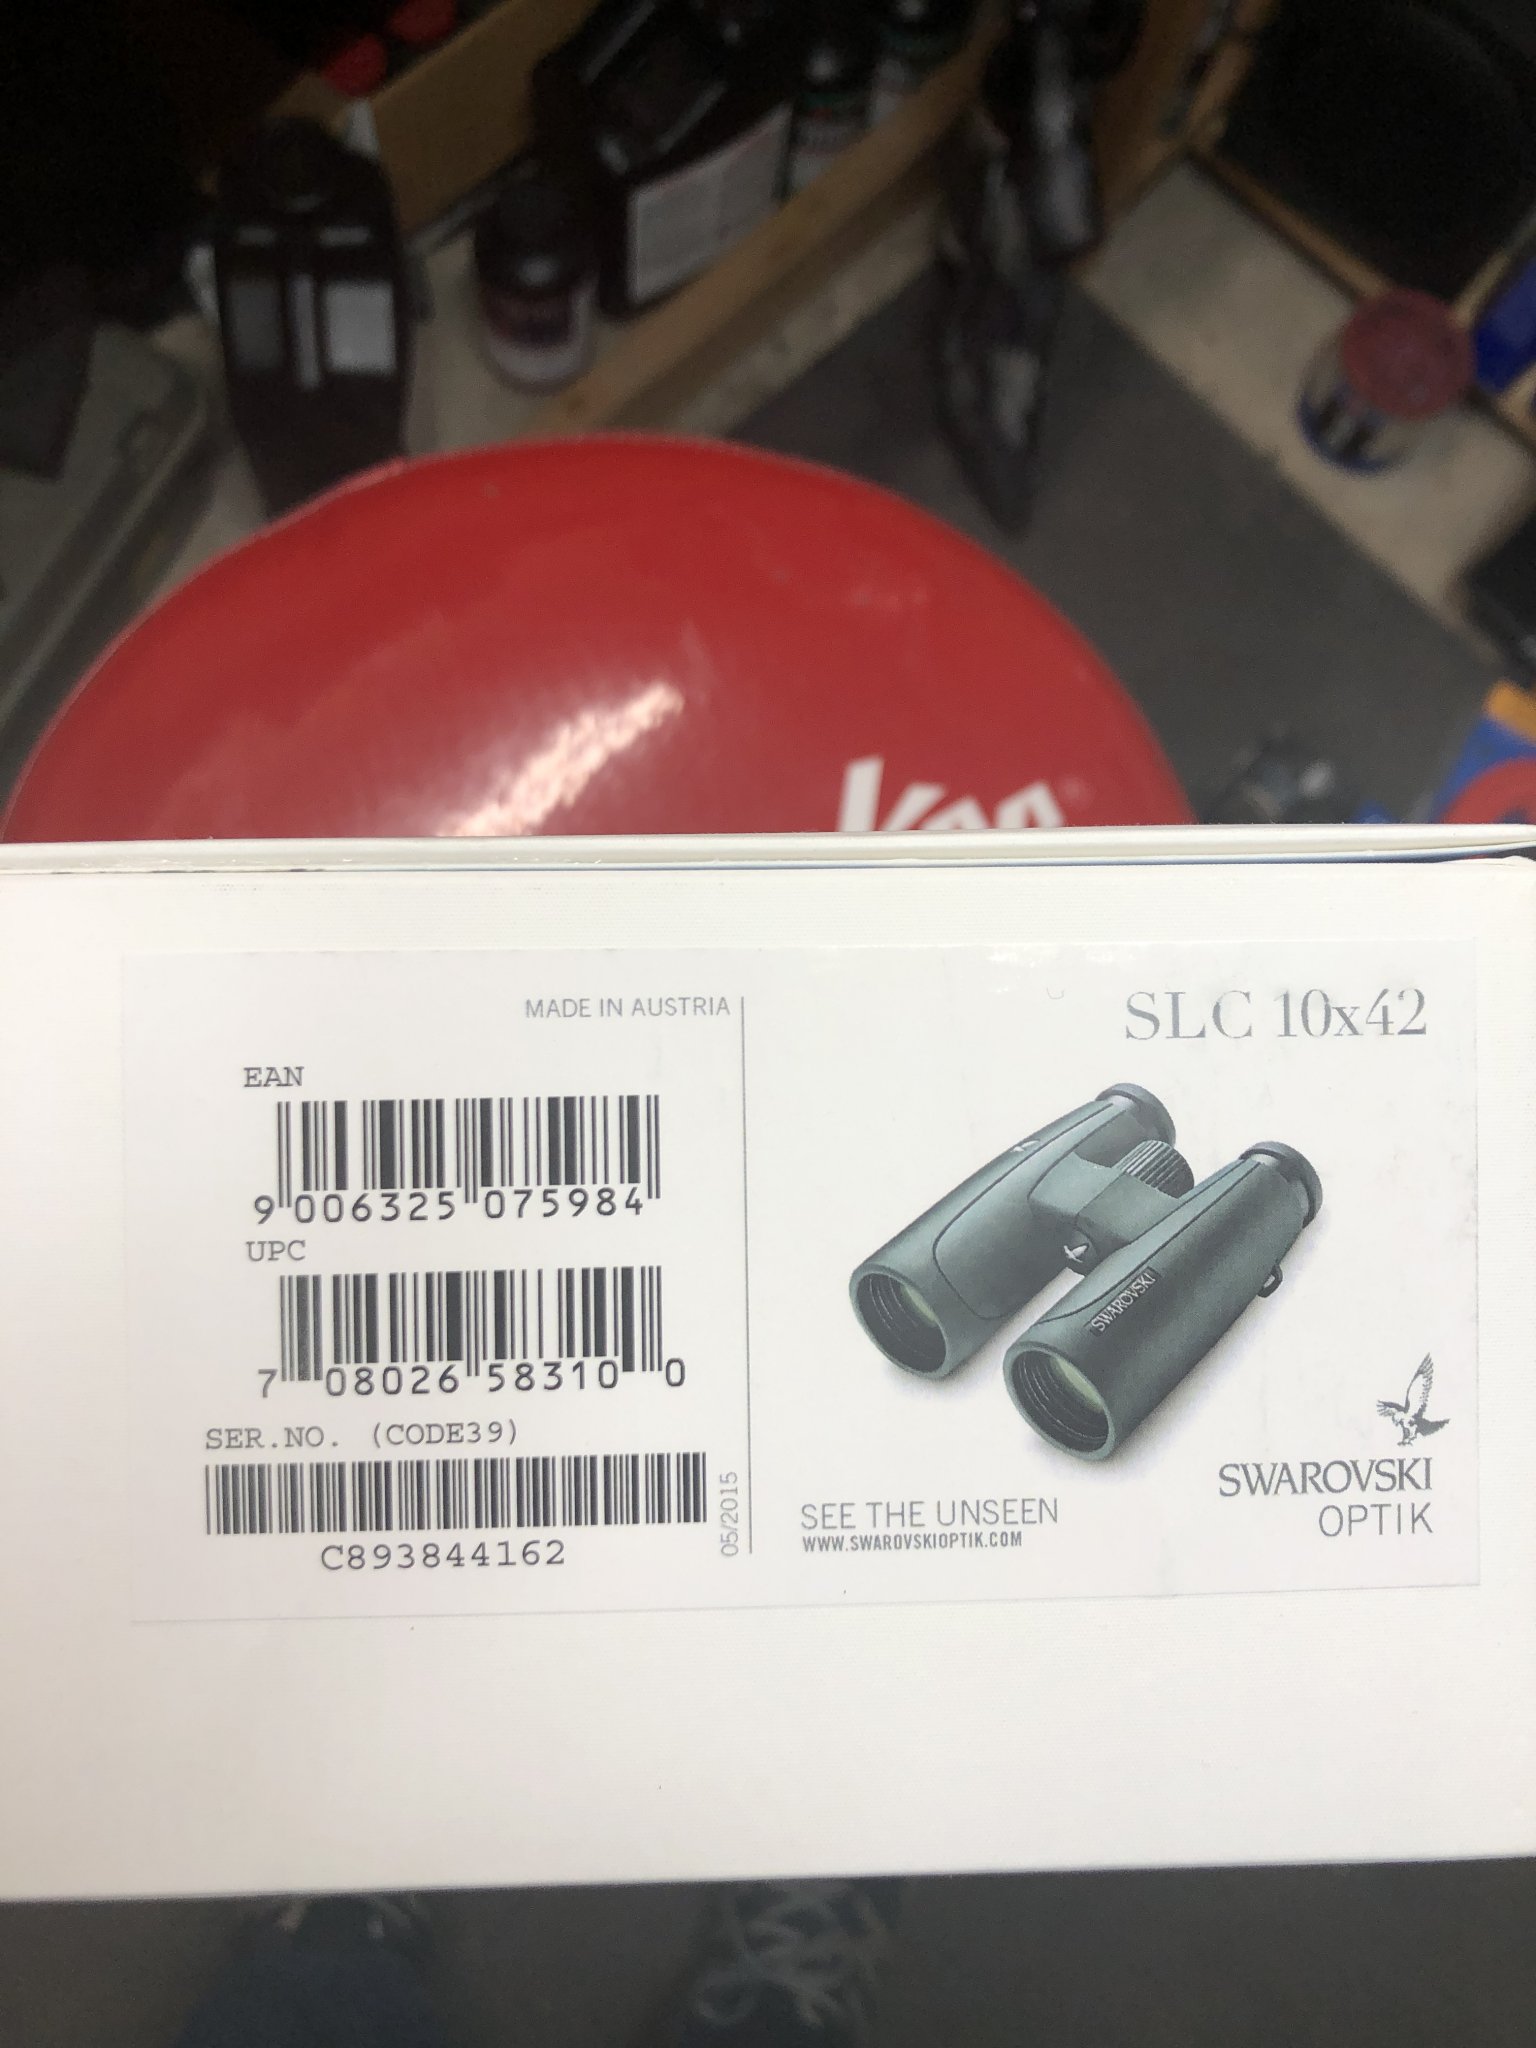 MADE IN AUSTRIA
EAN
9 006325 075984
UPC
7 08026 58310 0
SER.NO. (CODE39)
C893844162
05/2015
SLC 10x42
SWAROVSKI
SEE THE UNSEEN
WWW.SWAROVSKIOPTIK.COM
SWAROVSKI
OPTIK